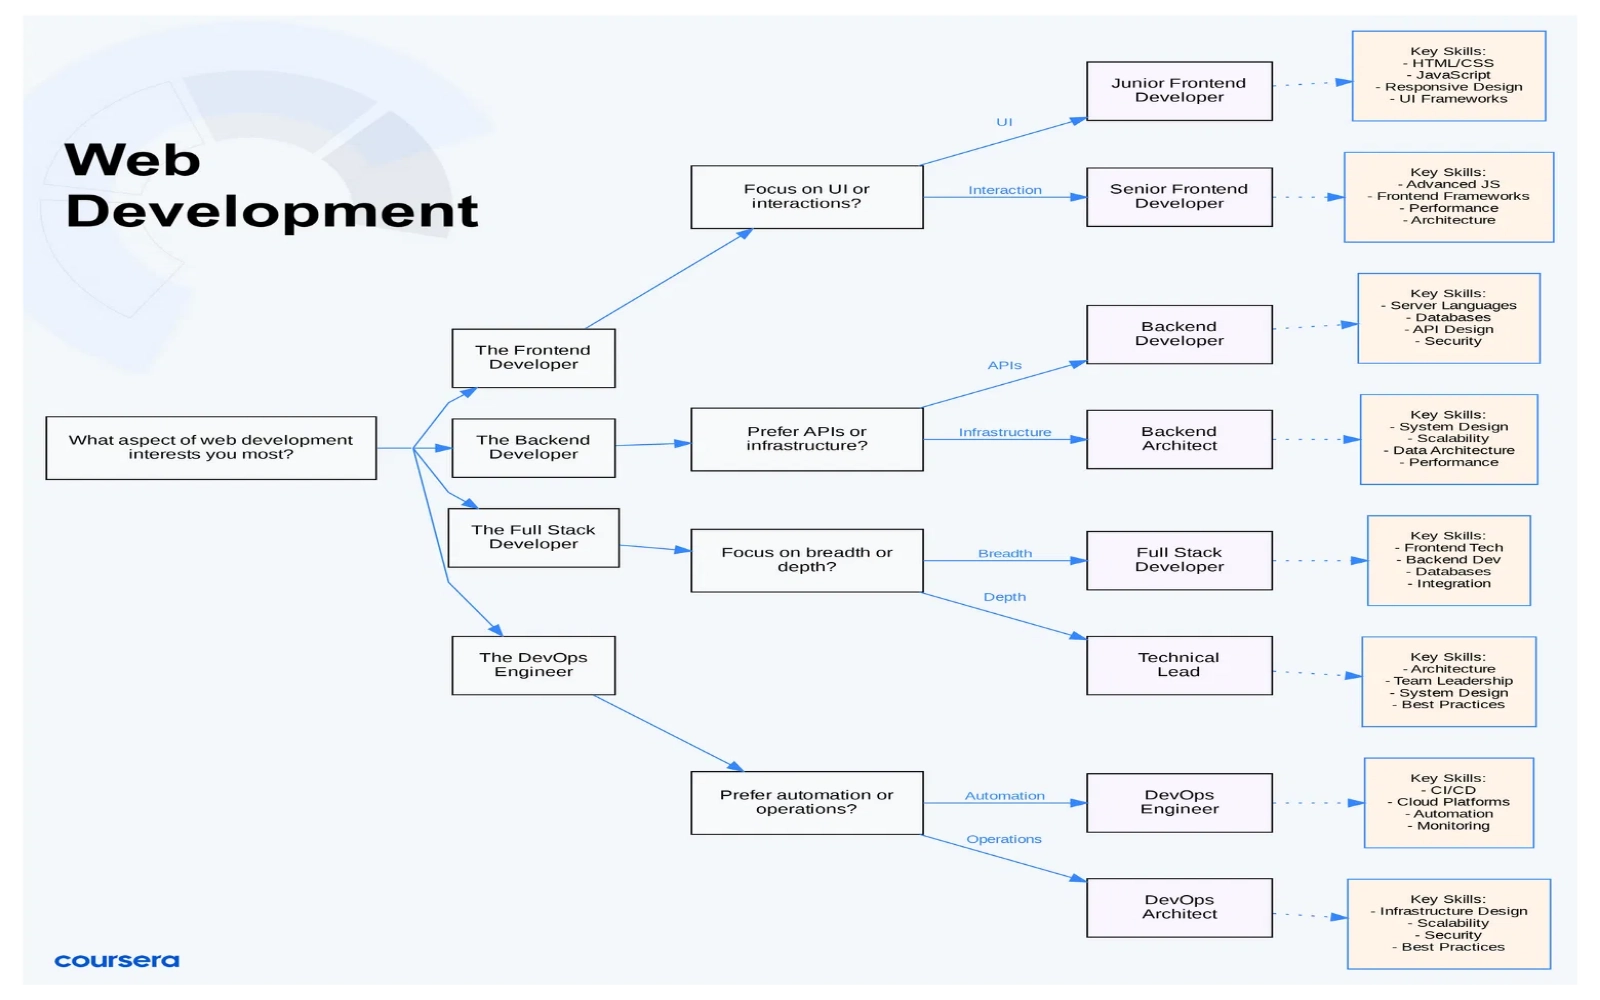 Web
Development
What aspect of web development
interests you most?
The Frontend
Developer
The Backend
Developer
The Full Stack
Developer
The DevOps
Engineer
Focus on UI or
interactions?
Prefer APIs or
infrastructure?
Focus on breadth or
depth?
Prefer automation or
operations?
UI
Interaction
APIs
Infrastructure
Breadth
Depth
Automation
Operations
Junior Frontend
Developer
Senior Frontend
Developer
Backend
Developer
Backend
Architect
Full Stack
Developer
Technical
Lead
DevOps
Engineer
DevOps
Architect
Key Skills:
- HTML/CSS
- JavaScript
- Responsive Design
- UI Frameworks
Key Skills:
- Advanced JS
- Frontend Frameworks
- Performance
- Architecture
Key Skills:
- Server Languages
- Databases
- API Design
- Security
Key Skills:
- System Design
- Scalability
- Data Architecture
- Performance
Key Skills:
- Frontend Tech
- Backend Dev
- Databases
- Integration
Key Skills:
- Architecture
- Team Leadership
- System Design
- Best Practices
Key Skills:
- CI/CD
- Cloud Platforms
- Automation
- Monitoring
Key Skills:
- Infrastructure Design
- Scalability
- Security
- Best Practices
coursera